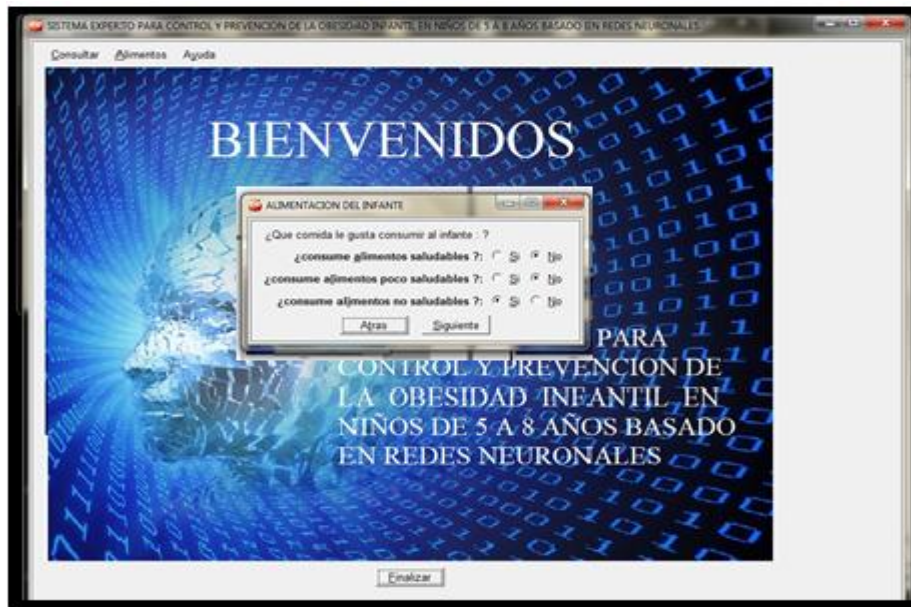 SISTEMA EXPERTO PARA CONTROL Y PREVENCION DE LA OBESIDAD INFANTIL EN NIÑOS DE 5 A 8 AÑOS BASADO EN REDES NEURONALES
Consultar Alimentos Ayuda
BIENVENIDOS
ALIMENTACION DEL INFANTE
¿Que comida le gusta consumir al infante : ?
¿consume alimentos saludables ?: Si No
¿consume alimentos poco saludables ?: Si No
¿consume alijmentos no saludables ?: Si No
Atras Siguiente
PARA
CONTROL Y PREVENCION DE
LA OBESIDAD INFANTIL EN
NIÑOS DE 5 A 8 AÑOS BASADO
EN REDES NEURONALES
Finalizar